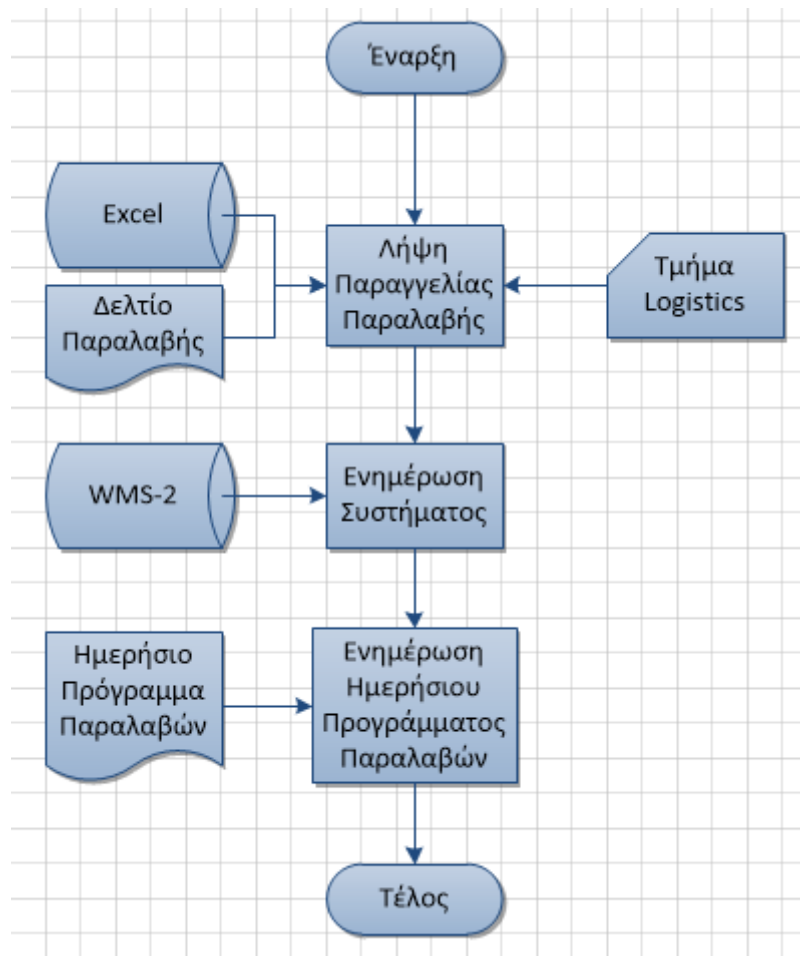 Έναρξη
Excel
Δελτίο
Παραλαβής
Λήψη
Παραγγελίας
Παραλαβής
Τμήμα
Logistics
WMS-2
Ενημέρωση
Συστήματος
Ημερήσιο
Πρόγραμμα
Παραλαβών
Ενημέρωση
Ημερήσιου
Προγράμματος
Παραλαβών
Τέλος